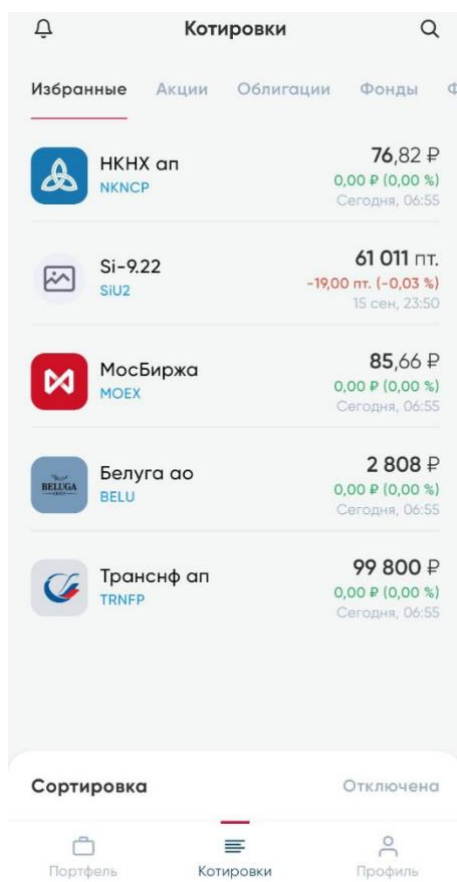 Котировки
Избранные Акции Облигации Фонды
НКНХ ап 76,82 ₽
NKNCP 0,00 ₽ (0,00 %)
Сегодня, 06:55
Si-9.22 61 011 пт.
SiU2 -19,00 пт. (-0,03 %)
15 сен, 23:50
МосБиржа 85,66 ₽
MOEX 0,00 ₽ (0,00 %)
Сегодня, 06:55
BELUGA
Белуга ао 2 808 ₽
BELU 0,00 ₽ (0,00 %)
Сегодня, 06:55
Транснф ап 99 800 ₽
TRNFP 0,00 ₽ (0,00 %)
Сегодня, 06:55
Сортировка Отключена
Портфель Котировки Профиль